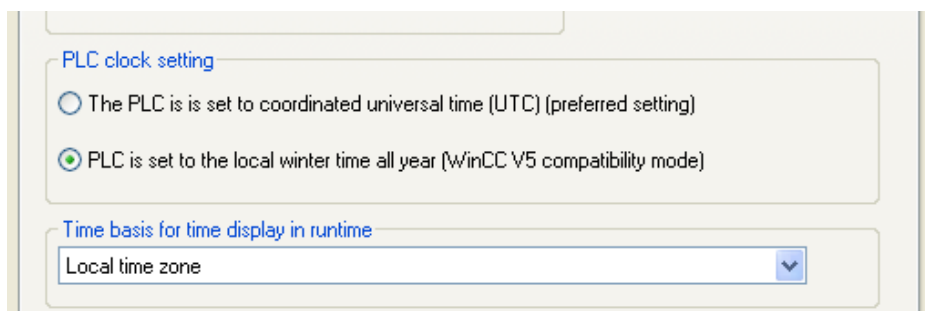 PLC clock setting
The PLC is is set to coordinated universal time (UTC) (preferred setting)
PLC is set to the local winter time all year (WinCC V5 compatibility mode)
Time basis for time display in runtime
Local time zone